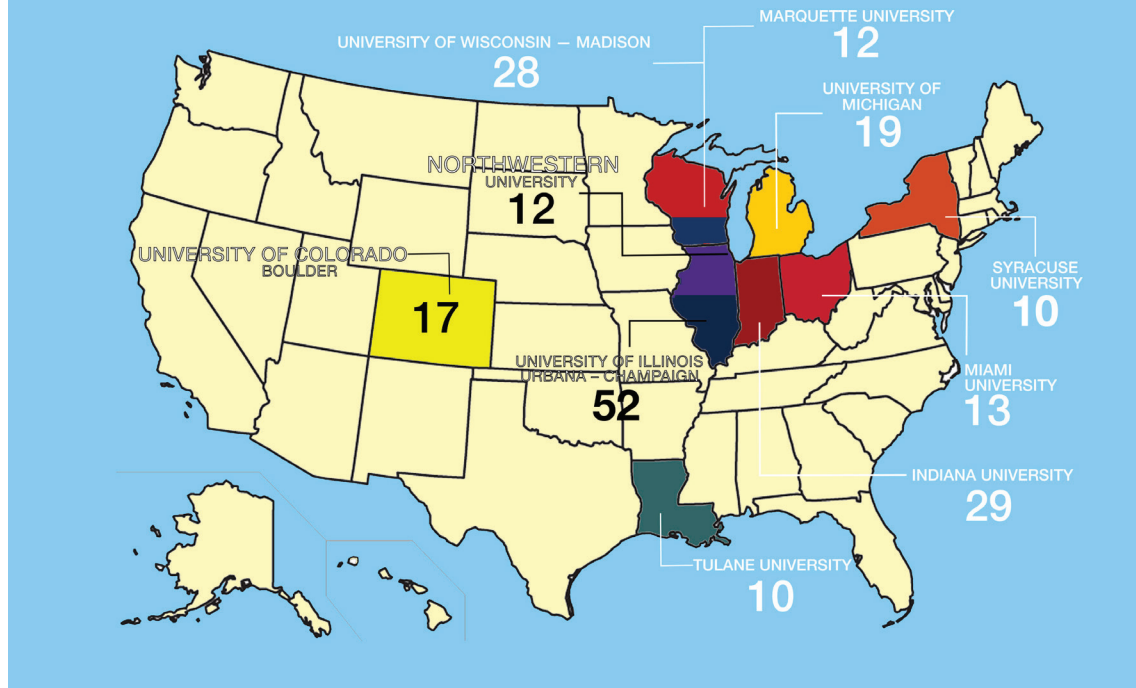 MARQUETTE UNIVERSITY
12
UNIVERSITY OF WISCONSIN – MADISON
28
UNIVERSITY OF
MICHIGAN
19
NORTHWESTERN
UNIVERSITY
12
UNIVERSITY OF COLORADO
BOULDER
17
SYRACUSE
UNIVERSITY
10
UNIVERSITY OF ILLINOIS
URBANA – CHAMPAIGN
52
MIAMI
UNIVERSITY
13
INDIANA UNIVERSITY
29
TULANE UNIVERSITY
10